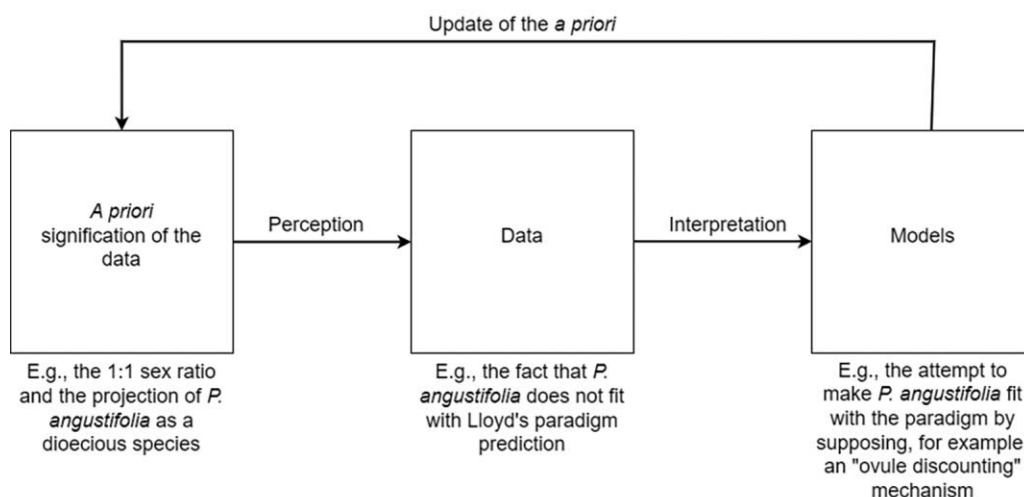 Update of the a priori
A priori
signification of the
data
Perception
Data
Interpretation
Models
E.g., the 1:1 sex ratio
and the projection of P.
angustifolia as a
dioecious species
E.g., the fact that P.
angustifolia does not fit
with Lloyd's paradigm
prediction
E.g., the attempt to
make P. angustifolia fit
with the paradigm by
supposing, for example
an "ovule discounting"
mechanism